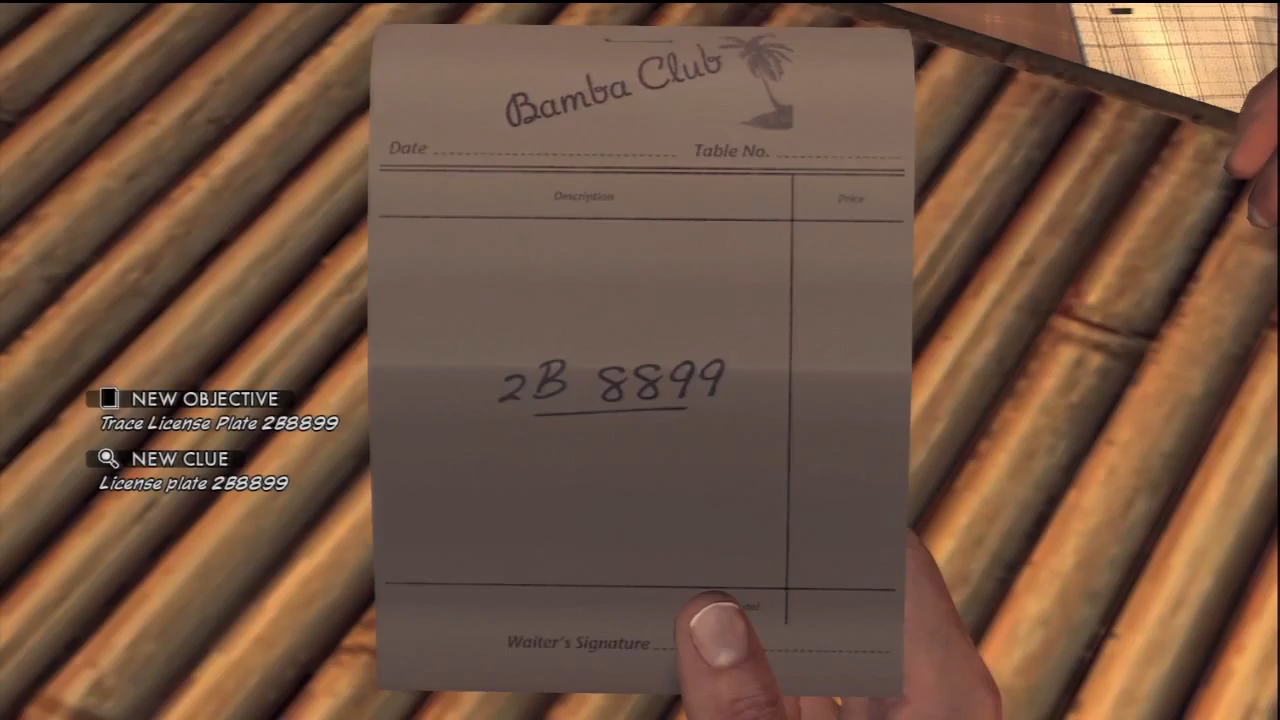 Bamba Club
Date
Table No.
Description
Price
2B 8899
NEW OBJECTIVE
Trace License Plate 2B8899
NEW CLUE
License plate 2B8899
Waiter's Signature